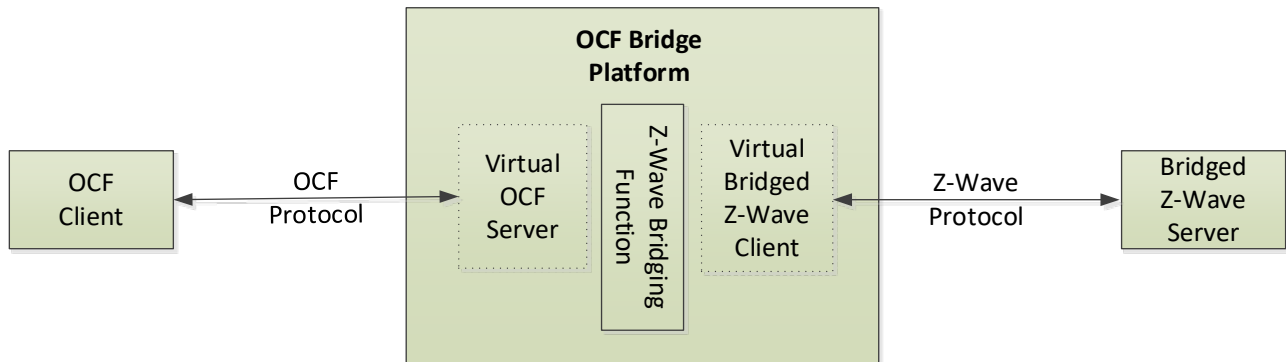 OCF Bridge
Platform
OCF
Client
OCF
Protocol
Virtual
OCF
Server
Z-Wave Bridging
Function
Virtual
Bridged
Z-Wave
Client
Z-Wave
Protocol
Bridged
Z-Wave
Server